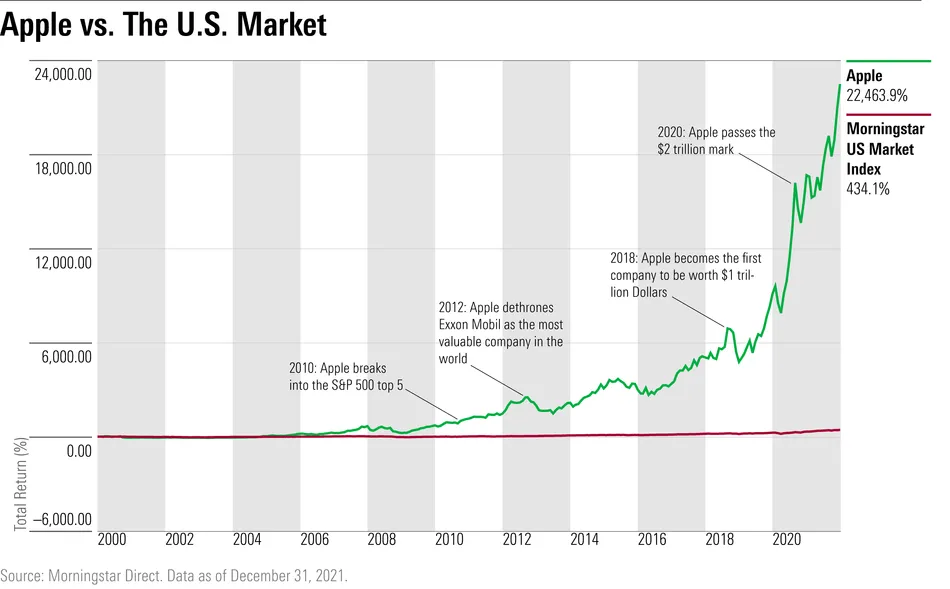 Apple vs. The U.S. Market
24,000.00
18,000.00
12,000.00
6,000.00
0.00
–6,000.00
Total Return (%)
2010: Apple breaks
into the S&P 500 top 5
2012: Apple dethrones
Exxon Mobil as the most
valuable company in the
world
2018: Apple becomes the first
company to be worth $1 tril-
lion Dollars
2020: Apple passes the
$2 trillion mark
Apple
22,463.9%
Morningstar
US Market
Index
434.1%
2000 2002 2004 2006 2008 2010 2012 2014 2016 2018 2020
Source: Morningstar Direct. Data as of December 31, 2021.